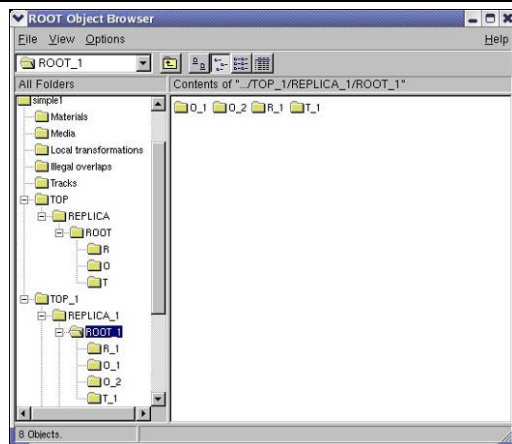 ROOT Object Browser
File View Options Help
ROOT_1
All Folders
Contents of "../TOP_1/REPLICA_1/ROOT_1"
simple1
Materials
Media
Local transformations
Illegal overlaps
Tracks
TOP
REPLICA
ROOT
R
O
T
TOP_1
REPLICA_1
ROOT_1
R_1
O_1
O_2
T_1
O_1 O_2 R_1 T_1
8 Objects.